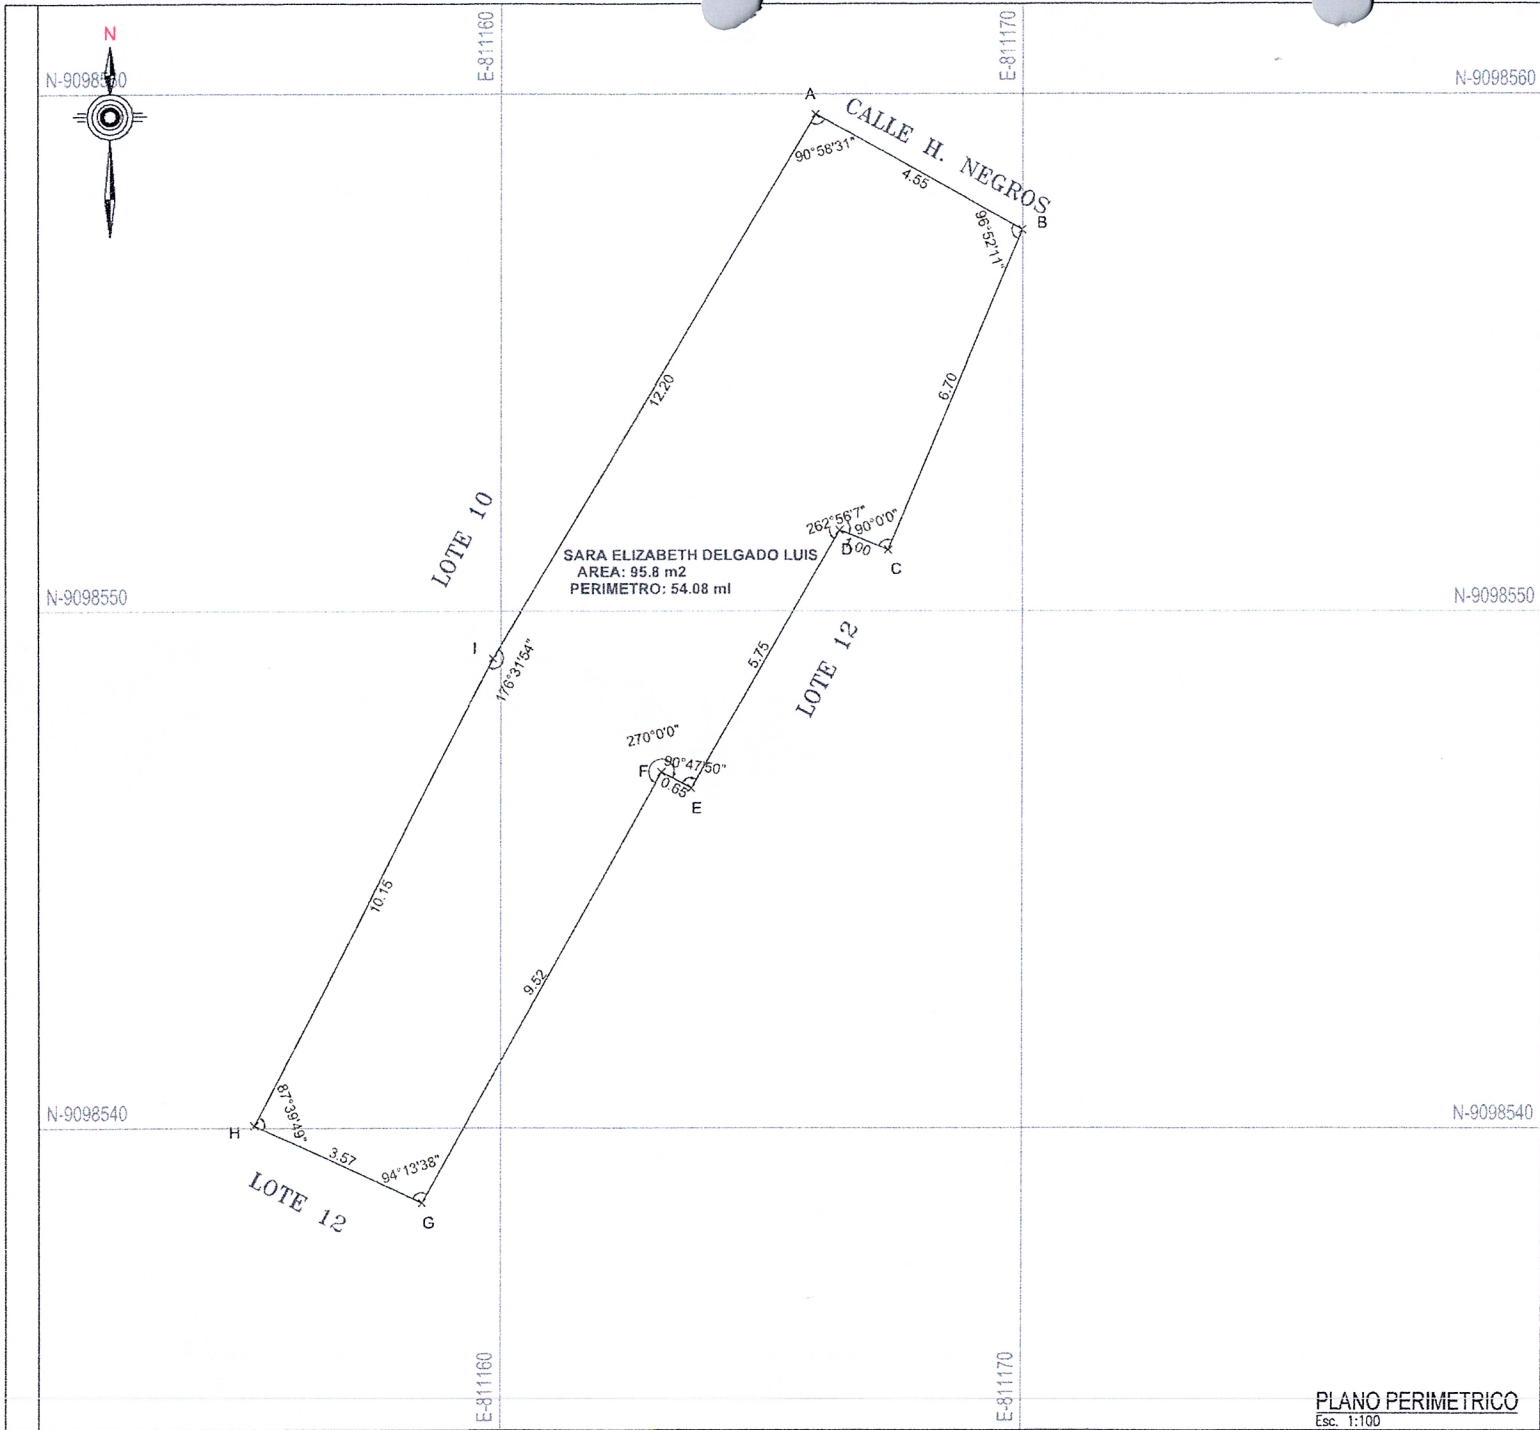 E-811160
E-811170
N
N-9098560
N-9098560
A
CALLE H. NEGROS
90°58'31"
4.55
B
96°52'11"
12.20
6.70
LOTE 10
262°56'7"
90°0'0"
D
1.00
C
SARA ELIZABETH DELGADO LUIS
AREA: 95.8 m2
PERIMETRO: 54.08 ml
N-9098550
N-9098550
I
176°31'54"
5.75
LOTE 12
270°0'0"
F
90°47'50"
0.65
E
10.15
9.52
N-9098540
N-9098540
87°39'49"
H
3.57
94°13'38"
LOTE 12
G
E-811160
E-811170
PLANO PERIMETRICO
Esc. 1:100